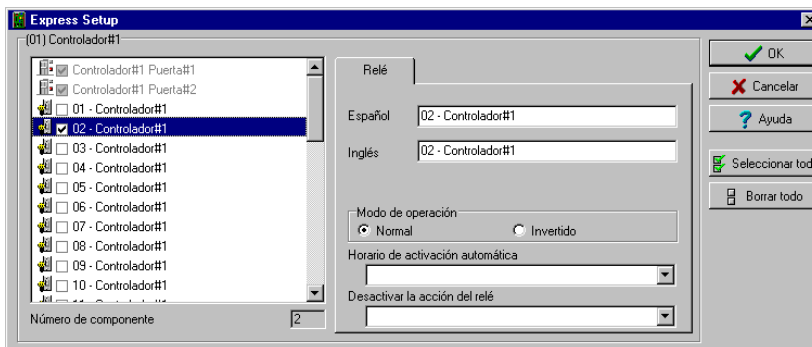 Express Setup
(01) Controlador#1
Controlador#1 Puerta#1
Controlador#1 Puerta#2
01 - Controlador#1
02 - Controlador#1
03 - Controlador#1
04 - Controlador#1
05 - Controlador#1
06 - Controlador#1
07 - Controlador#1
08 - Controlador#1
09 - Controlador#1
10 - Controlador#1
Número de componente 2
Relé
Español 02 - Controlador#1
Inglés 02 - Controlador#1
Modo de operación
Normal Invertido
Horario de activación automática
Desactivar la acción del relé
OK
Cancelar
Ayuda
Seleccionar tod
Borrar todo